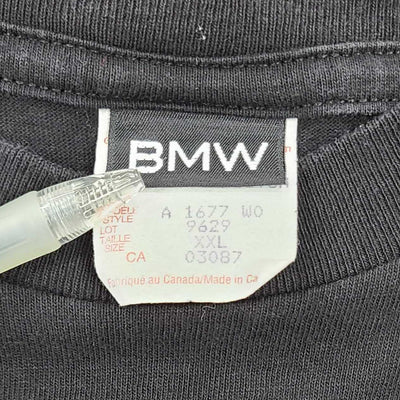 BMW
A 1677 WO
STYLE
LOT 9629
TAILLE SIZE XXL
CA 03087
Fabriqué au Canada/Made in Ca